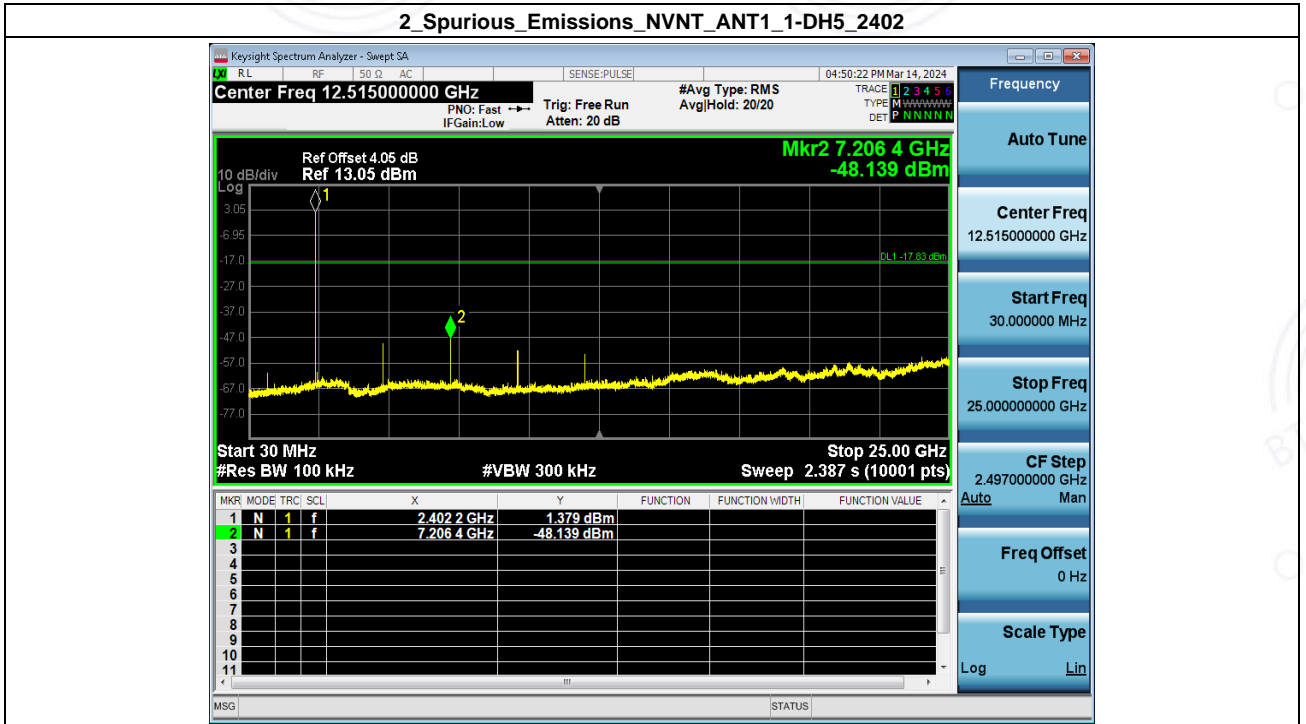 2_Spurious_Emissions_NVNT_ANT1_1-DH5_2402
Keysight Spectrum Analyzer - Swept SA
LXI RL RF 50 Ω AC SENSE:PULSE 04:50:22 PM Mar 14, 2024
Center Freq 12.515000000 GHz
PNO: Fast
IFGain:Low
Trig: Free Run
Atten: 20 dB
#Avg Type: RMS
Avg|Hold: 20/20
TRACE 1 2 3 4 5 6
TYPE M WWWWW
DET P N N N N N
Mkr2 7.206 4 GHz
-48.139 dBm
Ref Offset 4.05 dB
10 dB/div Ref 13.05 dBm
Log
1
3.05
-6.95
-17.0
DL1 -17.83 dBm
-27.0
-37.0
2
-47.0
-57.0
-67.0
-77.0
Start 30 MHz Stop 25.00 GHz
#Res BW 100 kHz #VBW 300 kHz Sweep 2.387 s (10001 pts)
MKR MODE TRC SCL X Y FUNCTION FUNCTION WIDTH FUNCTION VALUE
1 N 1 f 2.402 2 GHz 1.379 dBm
2 N 1 f 7.206 4 GHz -48.139 dBm
3
4
5
6
7
8
9
10
11
MSG STATUS
Frequency
Auto Tune
Center Freq
12.515000000 GHz
Start Freq
30.000000 MHz
Stop Freq
25.000000000 GHz
CF Step
2.497000000 GHz
Auto Man
Freq Offset
0 Hz
Scale Type
Log Lin